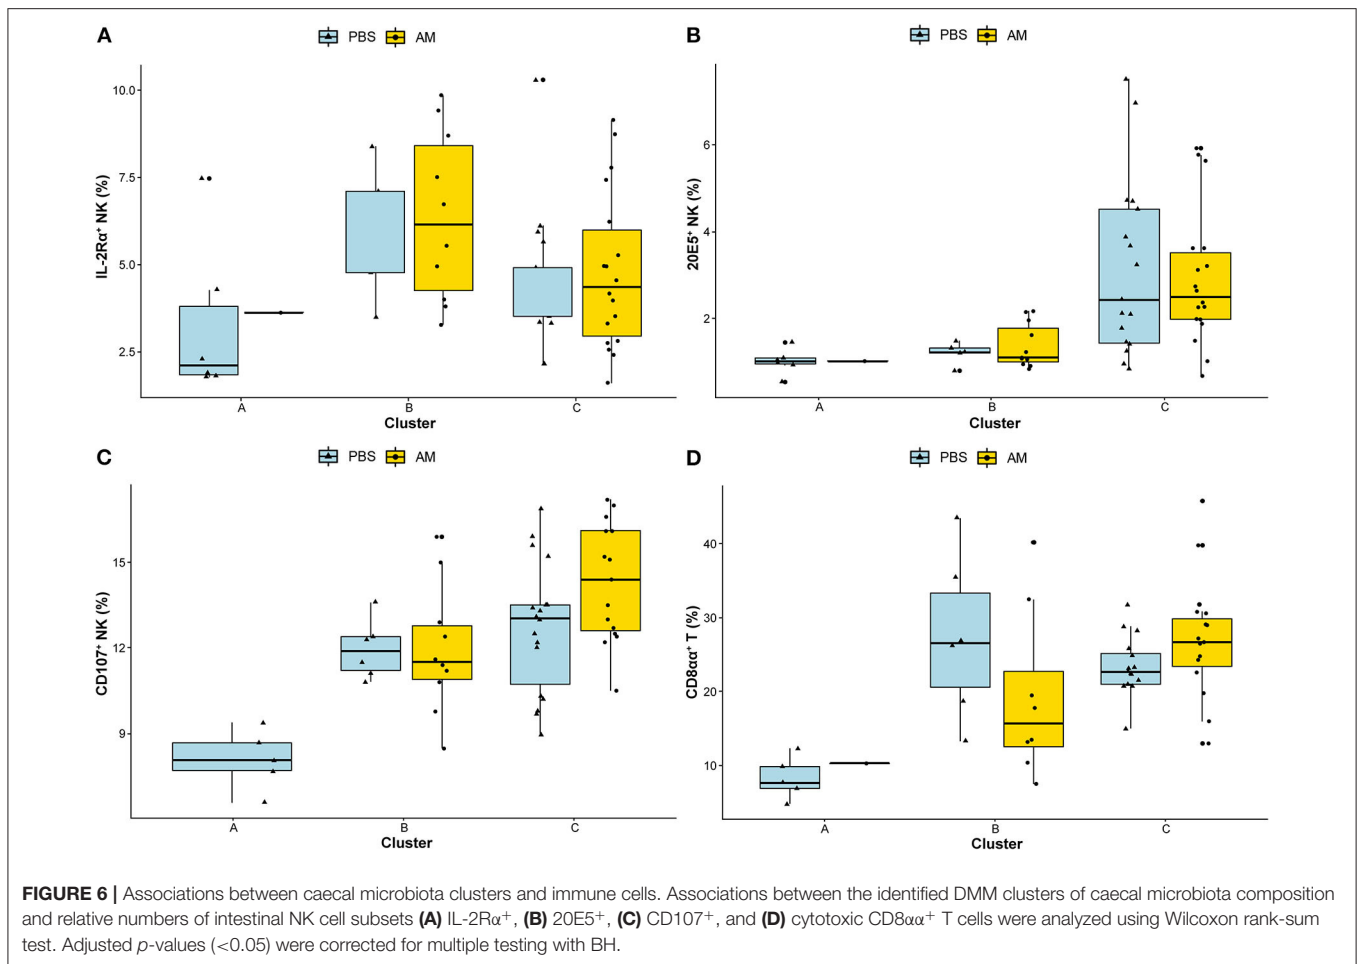 A
PBS AM
10.0
7.5
5.0
2.5
IL-2Rα⁺ NK (%)
A B C
Cluster
B
PBS AM
6
4
2
20E5⁺ NK (%)
A B C
Cluster
C
PBS AM
15
12
9
CD107⁺ NK (%)
A B C
Cluster
D
PBS AM
40
30
20
10
CD8αα⁺ T (%)
A B C
Cluster
FIGURE 6 | Associations between caecal microbiota clusters and immune cells. Associations between the identified DMM clusters of caecal microbiota composition
and relative numbers of intestinal NK cell subsets (A) IL-2Rα⁺, (B) 20E5⁺, (C) CD107⁺, and (D) cytotoxic CD8αα⁺ T cells were analyzed using Wilcoxon rank-sum
test. Adjusted p-values (<0.05) were corrected for multiple testing with BH.